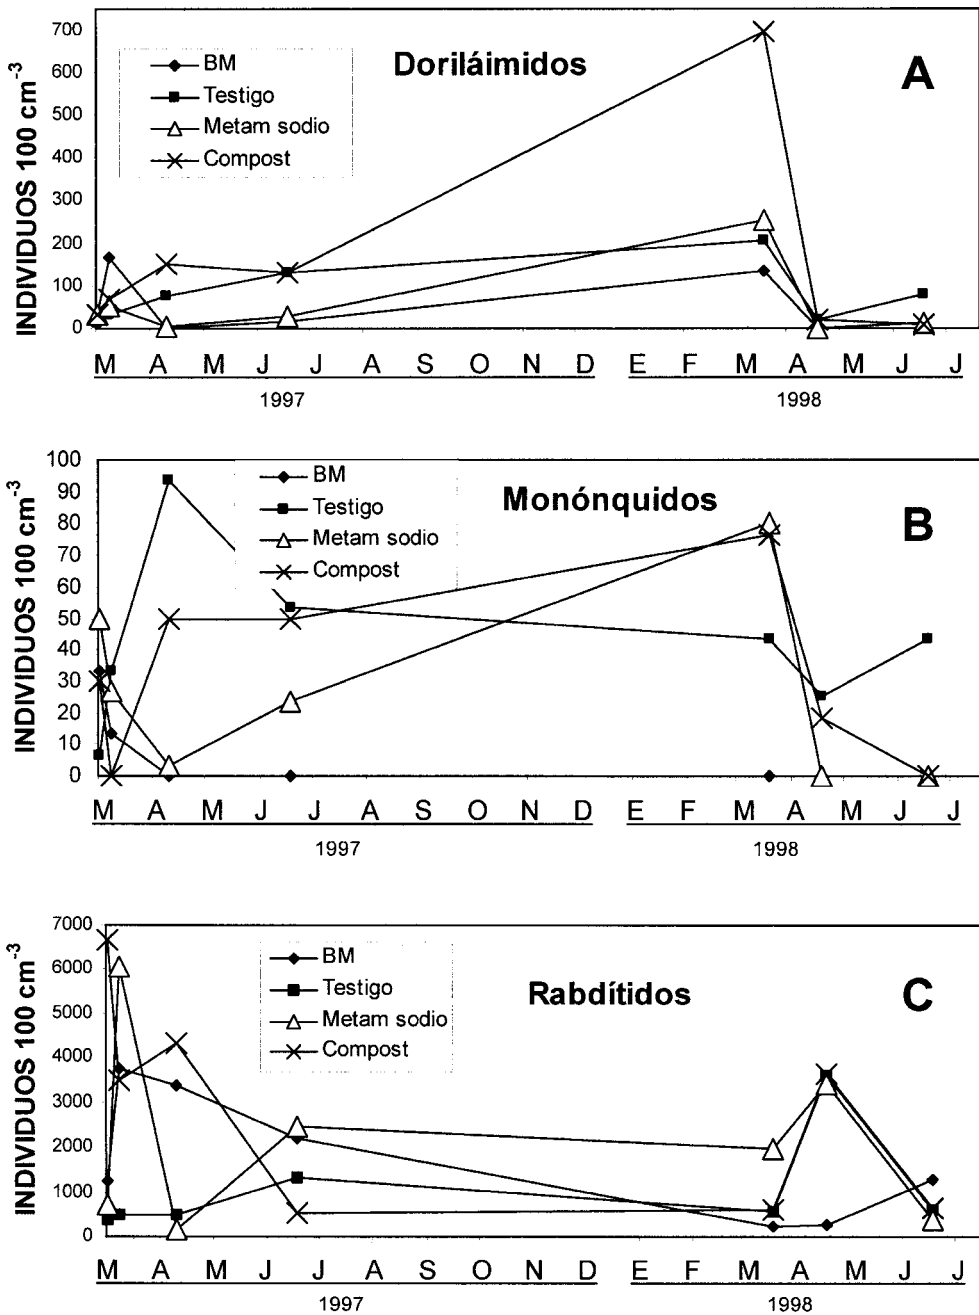 Doriláimidos
A
BM
Testigo
Metam sodio
Compost
INDIVIDUOS 100 cm⁻³
700
600
500
400
300
200
100
0
M A M J J A S O N D E F M A M J J
1997 1998
Monónquidos
B
BM
Testigo
Metam sodio
Compost
INDIVIDUOS 100 cm⁻³
100
90
80
70
60
50
40
30
20
10
0
M A M J J A S O N D E F M A M J J
1997 1998
Rabdítidos
C
BM
Testigo
Metam sodio
Compost
INDIVIDUOS 100 cm⁻³
7000
6000
5000
4000
3000
2000
1000
0
M A M J J A S O N D E F M A M J J
1997 1998